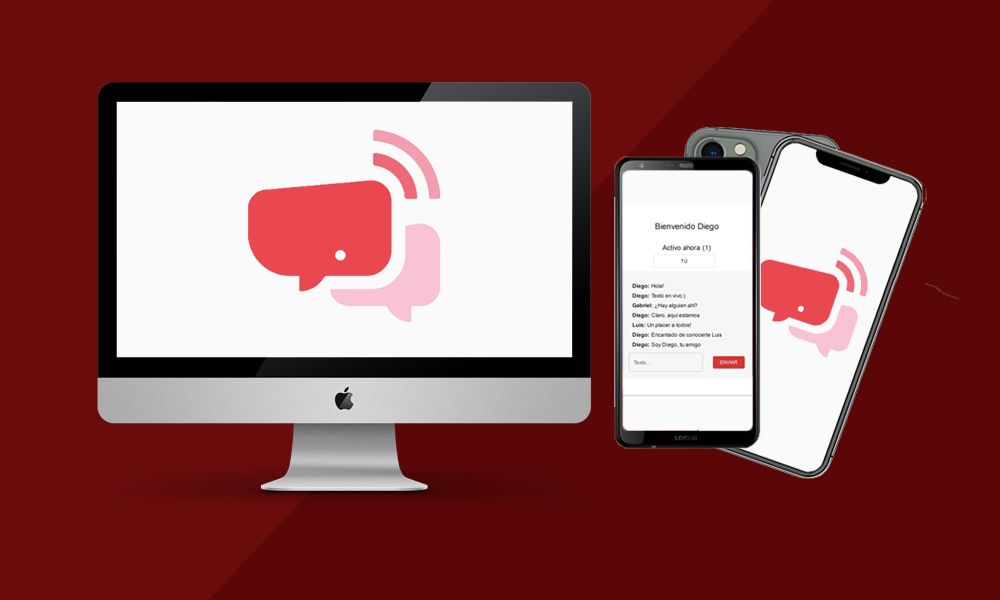 Bienvenido Diego
Activo ahora (1)
TÚ
Diego: Hola!
Diego: Texto en vivo:)
Gabriel: ¿Hay alguien ahí?
Diego: Claro, aqui estamos
Luis: Un placer a todos!
Diego: Encantado de conocerte Luis
Diego: Soy Diego, tu amigo
Texto...
ENVIAR
LOREM